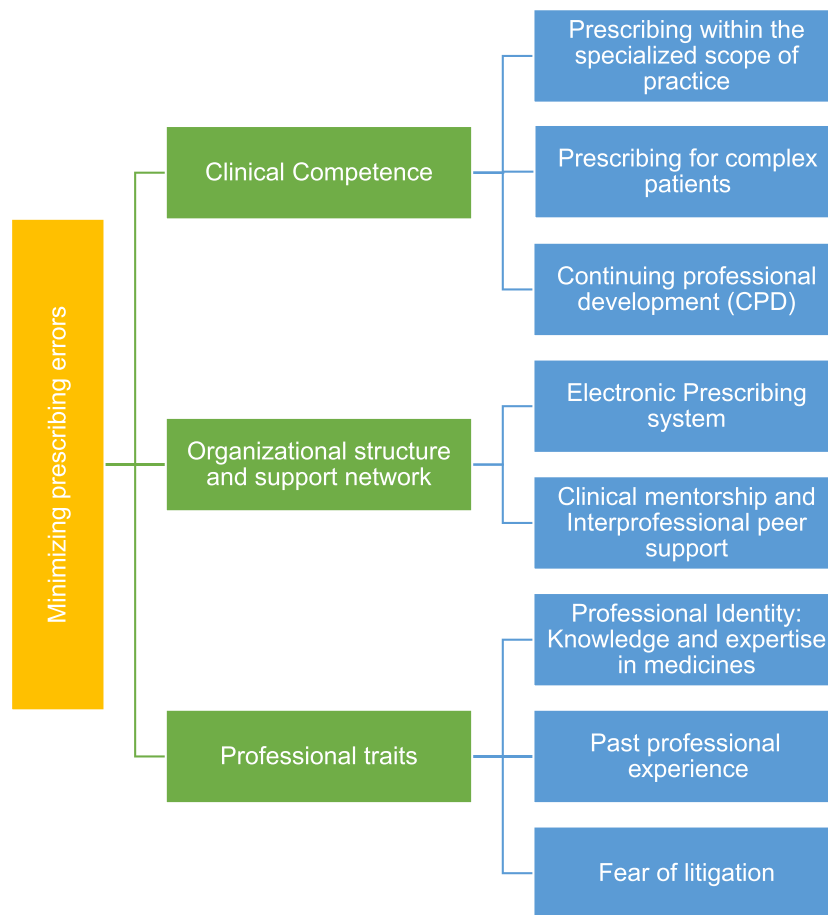 Minimizing prescribing errors
Clinical Competence
Prescribing within the
specialized scope of
practice
Prescribing for complex
patients
Continuing professional
development (CPD)
Organizational structure
and support network
Electronic Prescribing
system
Clinical mentorship and
Interprofessional peer
support
Professional traits
Professional Identity:
Knowledge and expertise
in medicines
Past professional
experience
Fear of litigation